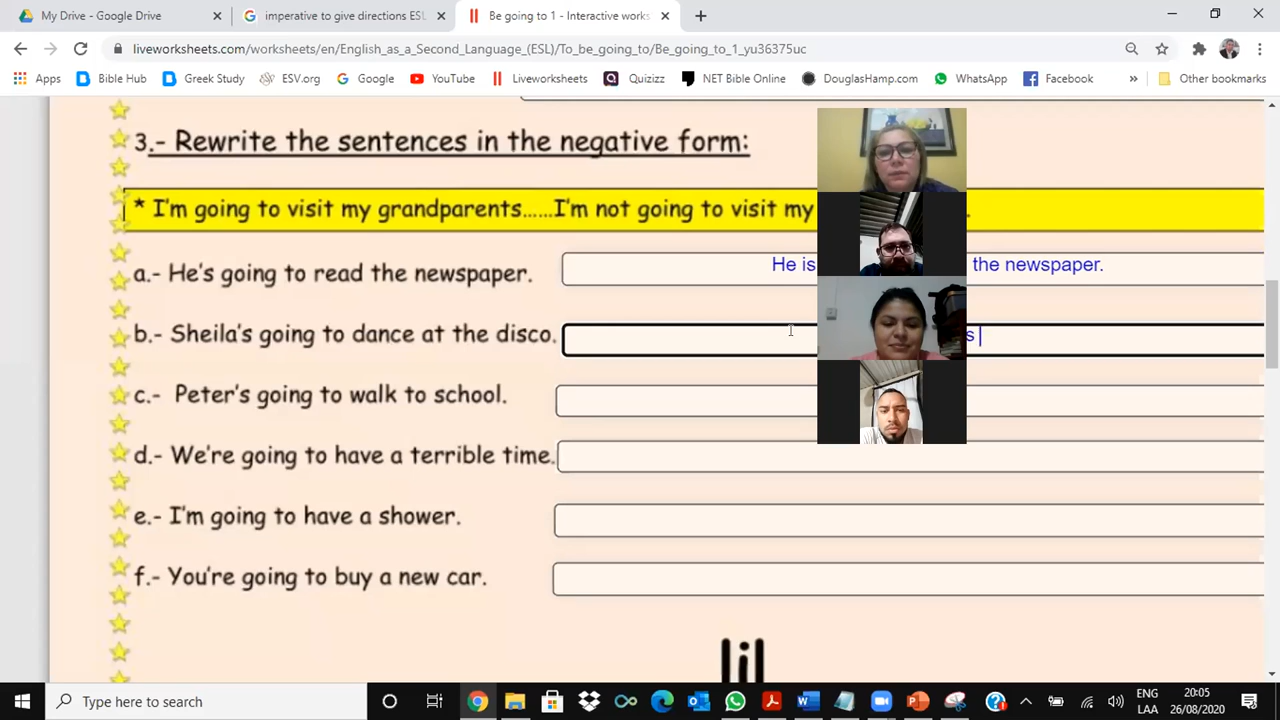 My Drive - Google Drive
imperative to give directions ESL
Be going to 1 - Interactive works
liveworksheets.com/worksheets/en/English_as_a_Second_Language_(ESL)/To_be_going_to/Be_going_to_1_yu36375uc
Apps Bible Hub Greek Study ESV.org Google YouTube Liveworksheets Quizizz NET Bible Online DouglasHamp.com WhatsApp Facebook » Other bookmarks
3.- Rewrite the sentences in the negative form:
* I'm going to visit my grandparents......I'm not going to visit my
a.- He's going to read the newspaper. He is the newspaper.
b.- Sheila's going to dance at the disco. s
c.- Peter's going to walk to school.
d.- We're going to have a terrible time.
e.- I'm going to have a shower.
f.- You're going to buy a new car.
Type here to search
ENG 20:05
LAA 26/08/2020